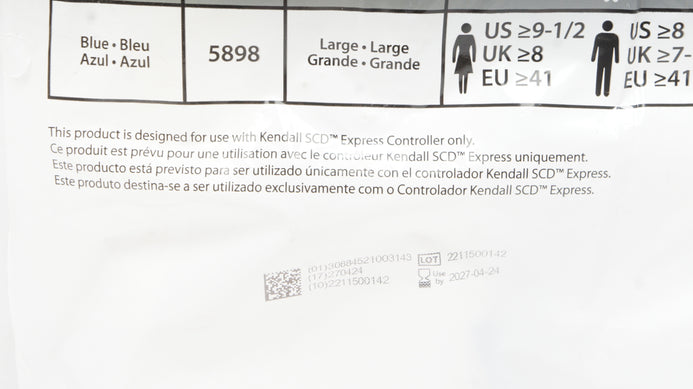 Blue • Bleu
Azul • Azul
5898
Large • Large
Grande • Grande
US ≥9-1/2
UK ≥8
EU ≥41
US ≥8
UK ≥7-
EU ≥41
This product is designed for use with Kendall SCD™ Express Controller only.
Ce produit est prévu pour une utilisation avec le contrôleur Kendall SCD™ Express uniquement.
Este producto está previsto para ser utilizado únicamente con el controlador Kendall SCD™ Express.
Este produto destina-se a ser utilizado exclusivamente com o Controlador Kendall SCD™ Express.
(01)30884521003143
(17)270424
(10)2211500142
LOT 2211500142
Use by 2027-04-24